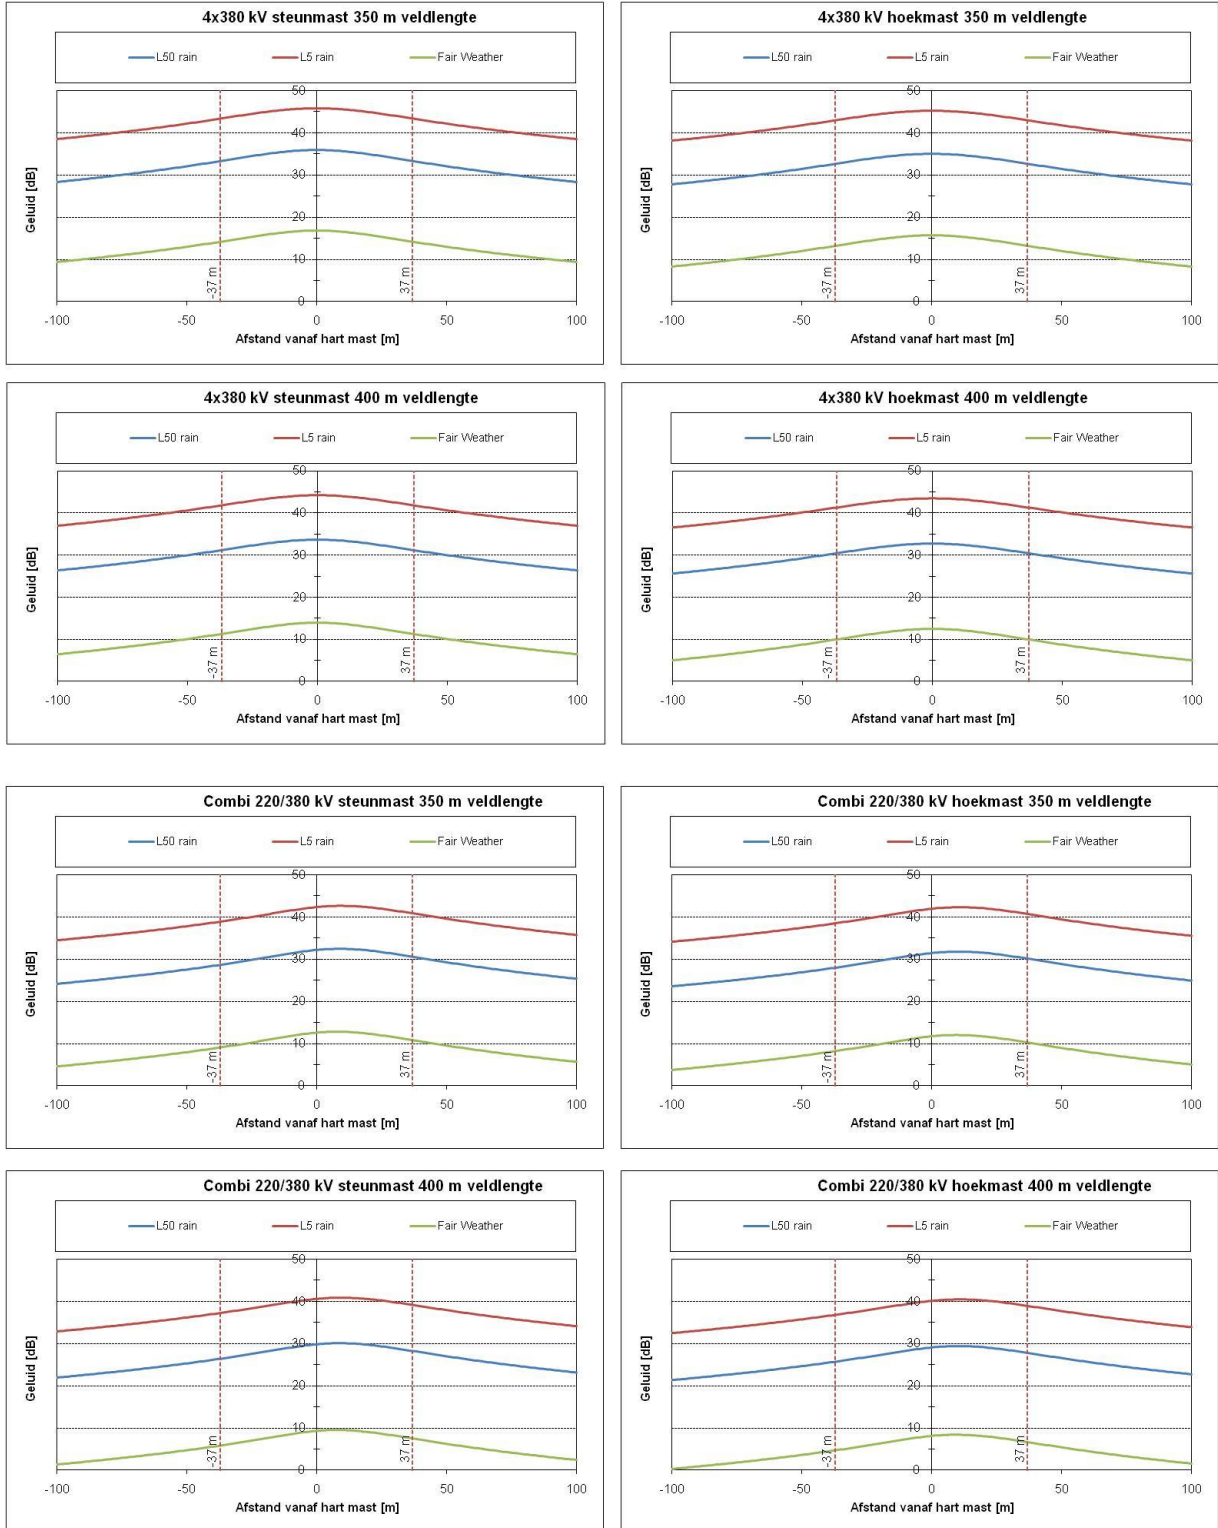 4x380 kV steunmast 350 m veldlengte
L50 rain L5 rain Fair Weather
50
40
30
20
10
0
-37 m 37 m
-100 -50 0 50 100
Geluid [dB]
Afstand vanaf hart mast [m]
4x380 kV hoekmast 350 m veldlengte
L50 rain L5 rain Fair Weather
50
40
30
20
10
0
-37 m 37 m
-100 -50 0 50 100
Geluid [dB]
Afstand vanaf hart mast [m]
4x380 kV steunmast 400 m veldlengte
L50 rain L5 rain Fair Weather
50
40
30
20
10
0
-37 m 37 m
-100 -50 0 50 100
Geluid [dB]
Afstand vanaf hart mast [m]
4x380 kV hoekmast 400 m veldlengte
L50 rain L5 rain Fair Weather
50
40
30
20
10
0
-37 m 37 m
-100 -50 0 50 100
Geluid [dB]
Afstand vanaf hart mast [m]
Combi 220/380 kV steunmast 350 m veldlengte
L50 rain L5 rain Fair Weather
50
40
30
20
10
0
-37 m 37 m
-100 -50 0 50 100
Geluid [dB]
Afstand vanaf hart mast [m]
Combi 220/380 kV hoekmast 350 m veldlengte
L50 rain L5 rain Fair Weather
50
40
30
20
10
0
-37 m 37 m
-100 -50 0 50 100
Geluid [dB]
Afstand vanaf hart mast [m]
Combi 220/380 kV steunmast 400 m veldlengte
L50 rain L5 rain Fair Weather
50
40
30
20
10
0
-37 m 37 m
-100 -50 0 50 100
Geluid [dB]
Afstand vanaf hart mast [m]
Combi 220/380 kV hoekmast 400 m veldlengte
L50 rain L5 rain Fair Weather
50
40
30
20
10
0
-37 m 37 m
-100 -50 0 50 100
Geluid [dB]
Afstand vanaf hart mast [m]